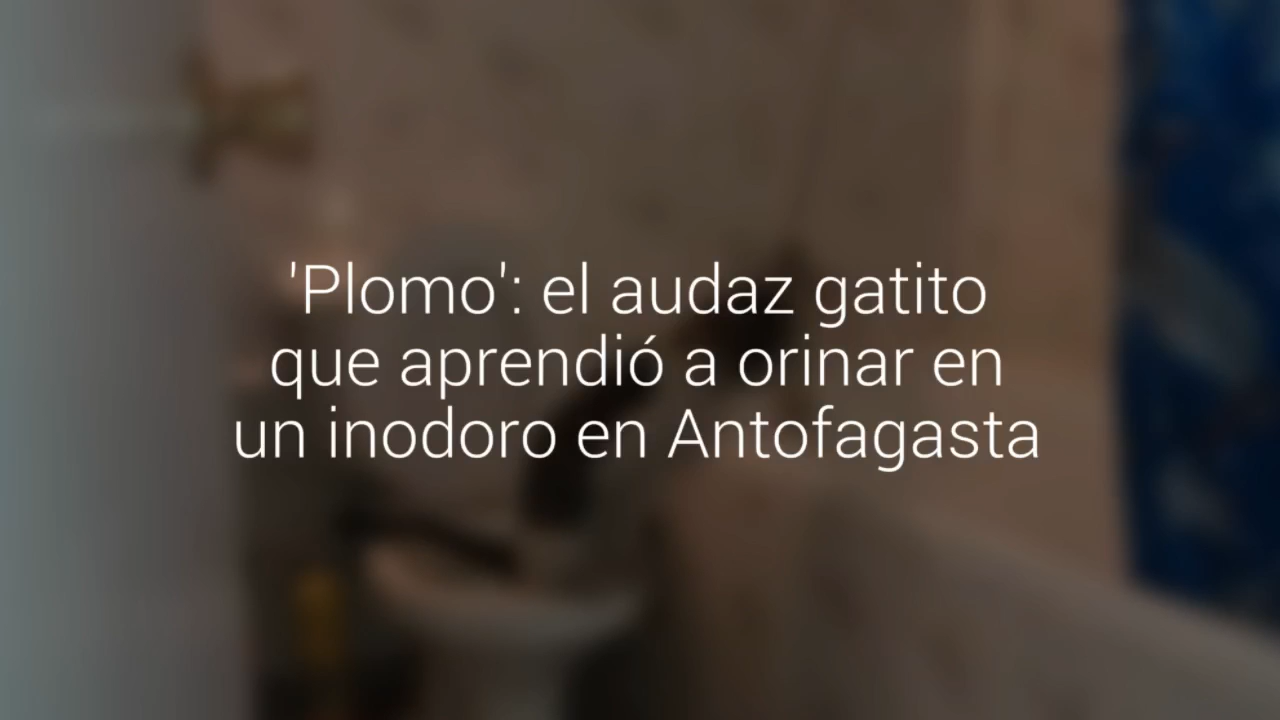 'Plomo': el audaz gatito
que aprendió a orinar en
un inodoro en Antofagasta